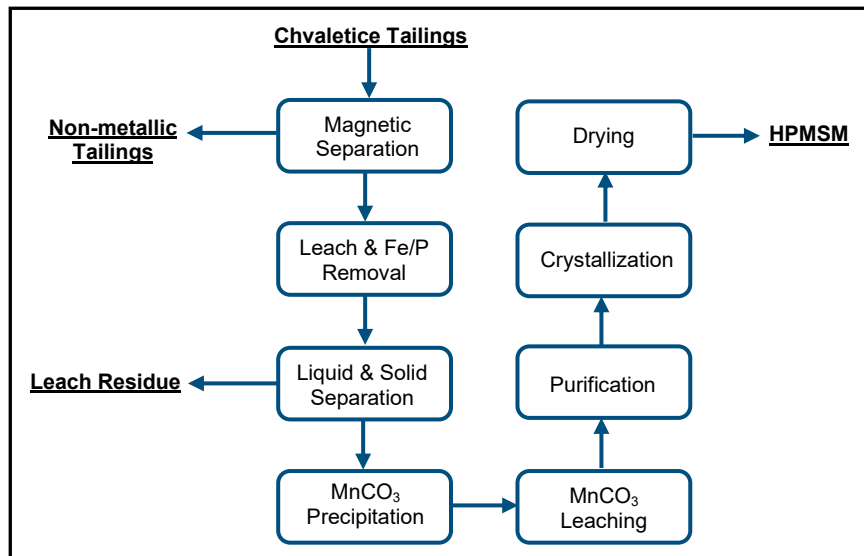 Chvaletice Tailings
Non-metallic
Tailings
Magnetic
Separation
Drying
HPMSM
Leach & Fe/P
Removal
Crystallization
Leach Residue
Liquid & Solid
Separation
Purification
MnCO₃
Precipitation
MnCO₃
Leaching